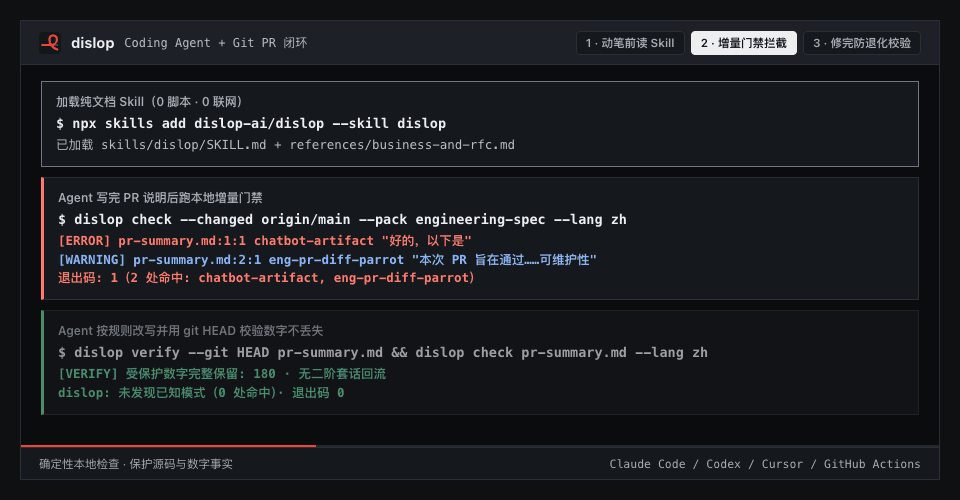 dislop Coding Agent + Git PR 闭环
1 · 动笔前读 Skill
2 · 增量门禁拦截
3 · 修完防退化校验
加载纯文档 Skill（0 脚本 · 0 联网）
$ npx skills add dislop-ai/dislop --skill dislop
已加载 skills/dislop/SKILL.md + references/business-and-rfc.md
Agent 写完 PR 说明后跑本地增量门禁
$ dislop check --changed origin/main --pack engineering-spec --lang zh
[ERROR] pr-summary.md:1:1 chatbot-artifact "好的，以下是"
[WARNING] pr-summary.md:2:1 eng-pr-diff-parrot "本次 PR 旨在通过……可维护性"
退出码: 1（2 处命中: chatbot-artifact, eng-pr-diff-parrot）
Agent 按规则改写并用 git HEAD 校验数字不丢失
$ dislop verify --git HEAD pr-summary.md && dislop check pr-summary.md --lang zh
[VERIFY] 受保护数字完整保留: 180 · 无二阶套话回流
dislop: 未发现已知模式（0 处命中）· 退出码 0
确定性本地检查 · 保护源码与数字事实
Claude Code / Codex / Cursor / GitHub Actions